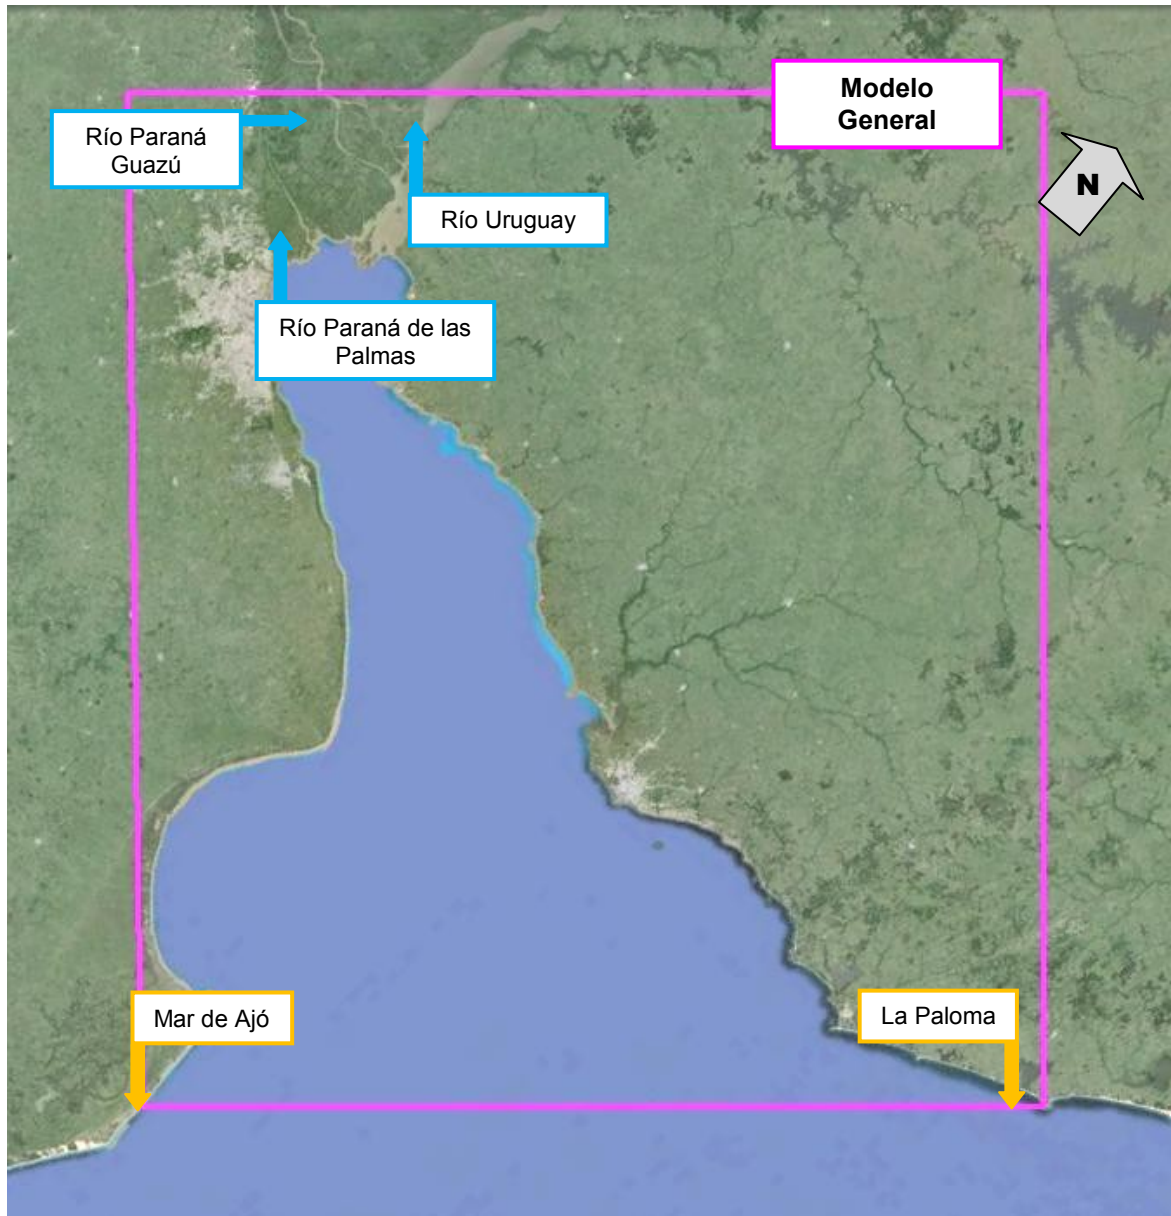 Modelo
General
Río Paraná
Guazú
N
Río Uruguay
Río Paraná de las
Palmas
Mar de Ajó
La Paloma